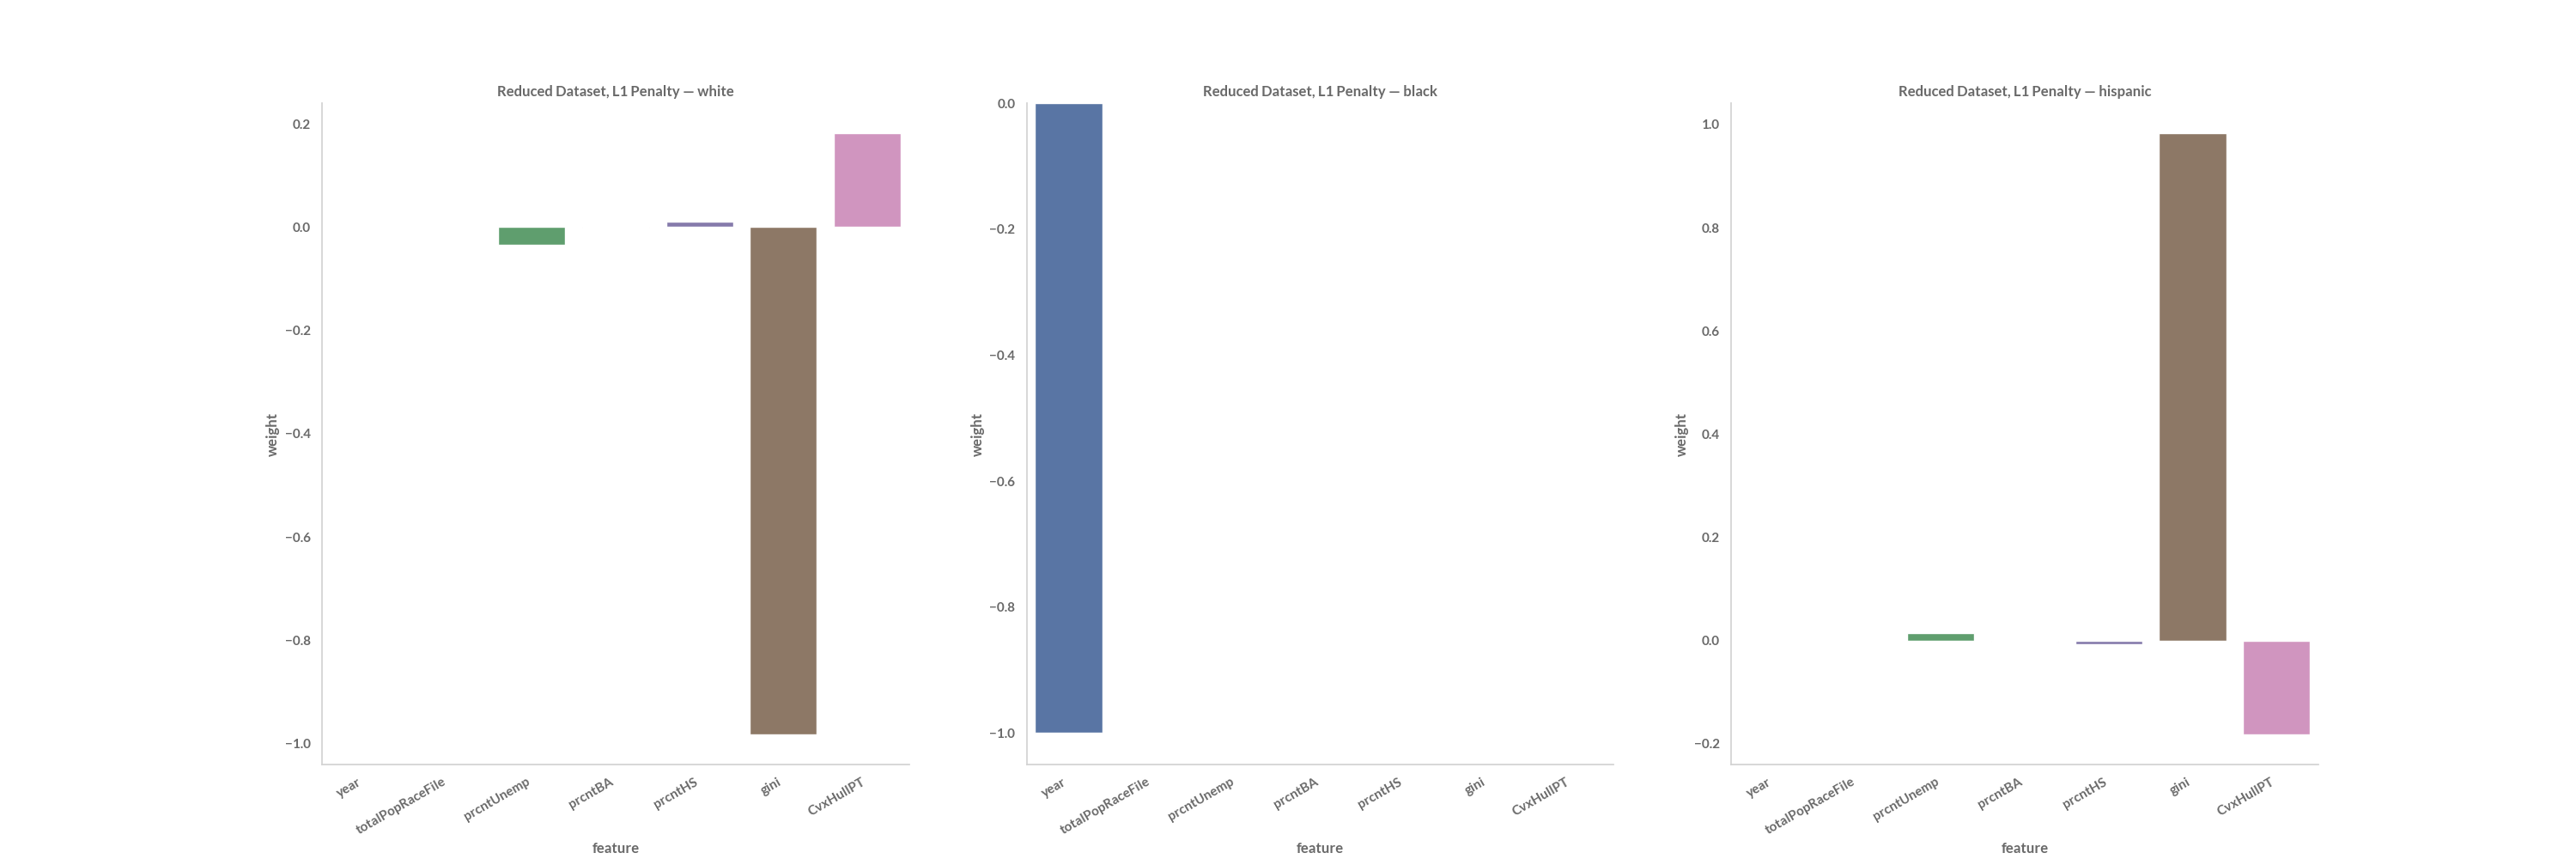 Reduced Dataset, L1 Penalty — white
0.2
0.0
−0.2
−0.4
−0.6
−0.8
−1.0
weight
year
totalPopRaceFile
prcntUnemp
prcntBA
prcntHS
gini
CvxHullPT
feature
Reduced Dataset, L1 Penalty — black
0.0
−0.2
−0.4
−0.6
−0.8
−1.0
weight
year
totalPopRaceFile
prcntUnemp
prcntBA
prcntHS
gini
CvxHullPT
feature
Reduced Dataset, L1 Penalty — hispanic
1.0
0.8
0.6
0.4
0.2
0.0
−0.2
weight
year
totalPopRaceFile
prcntUnemp
prcntBA
prcntHS
gini
CvxHullPT
feature